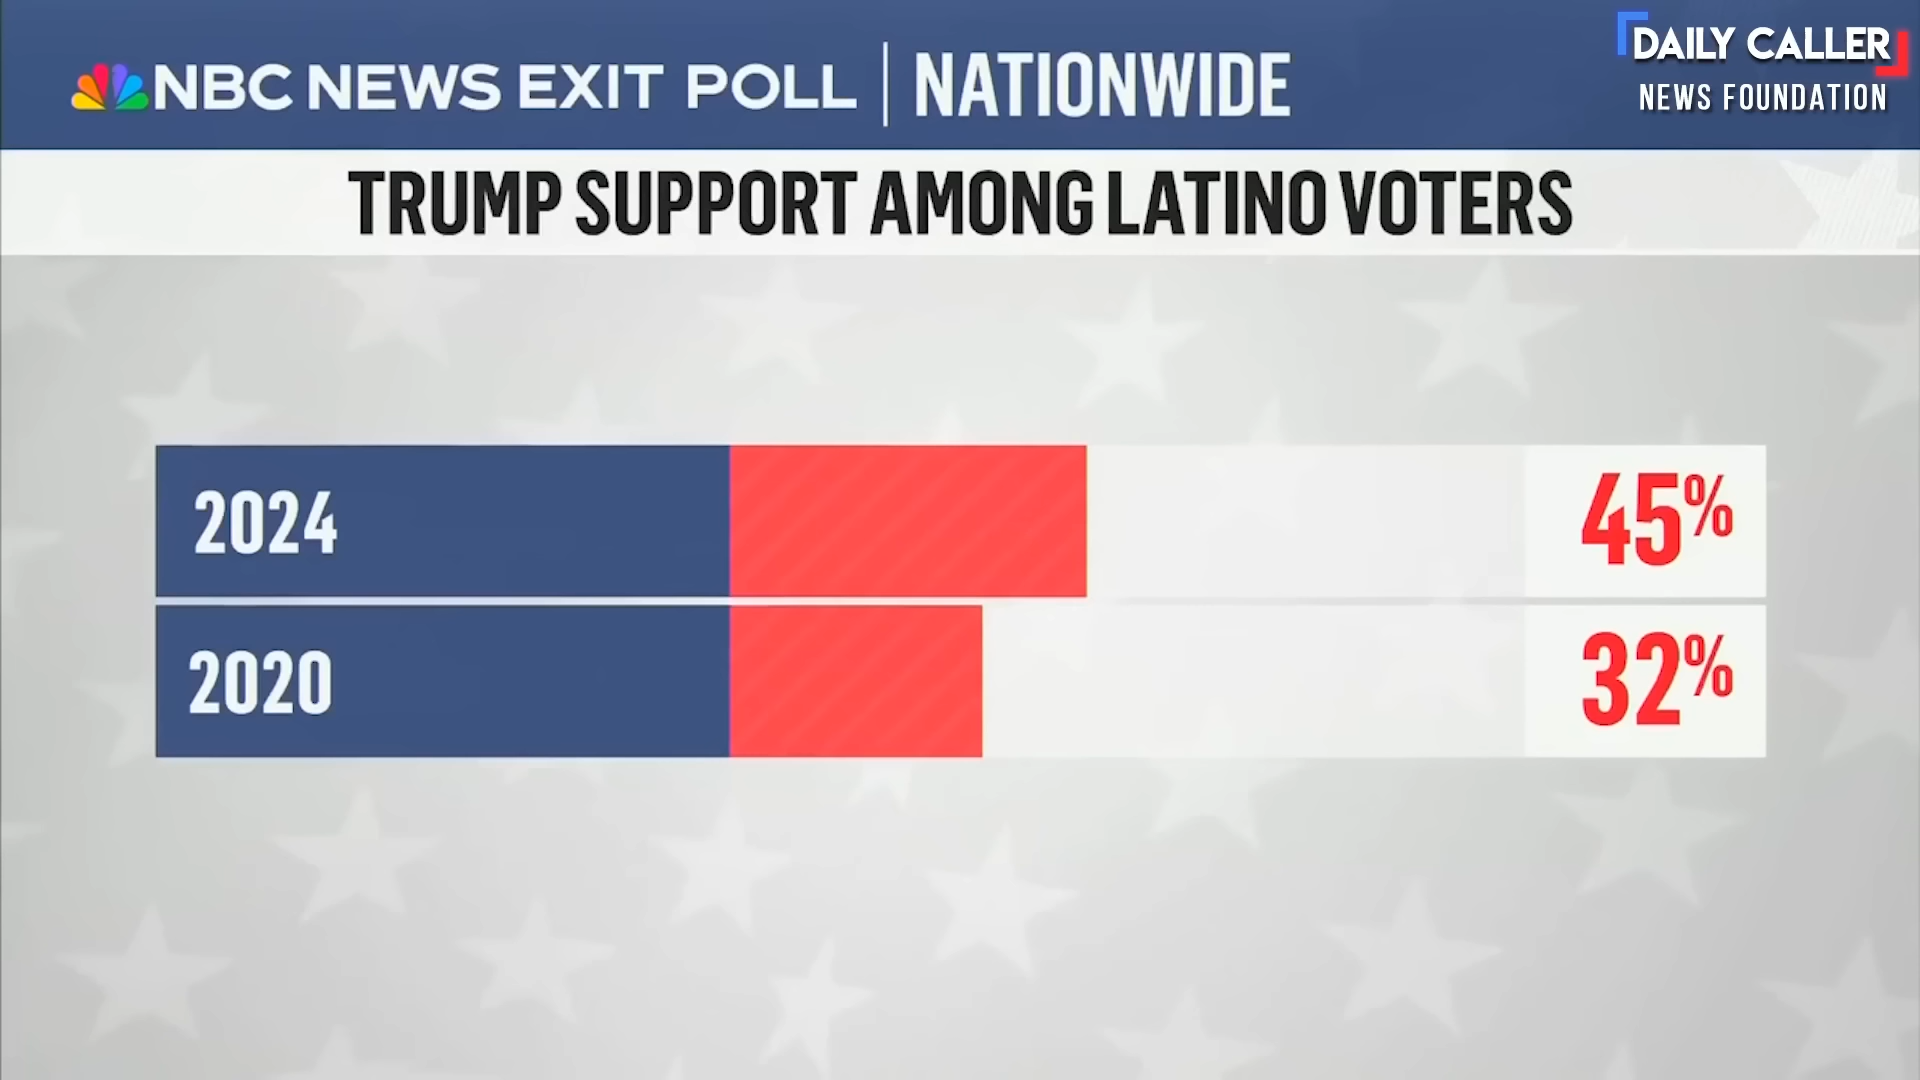 NBC NEWS EXIT POLL | NATIONWIDE
DAILY CALLER
NEWS FOUNDATION
TRUMP SUPPORT AMONG LATINO VOTERS
2024 45%
2020 32%